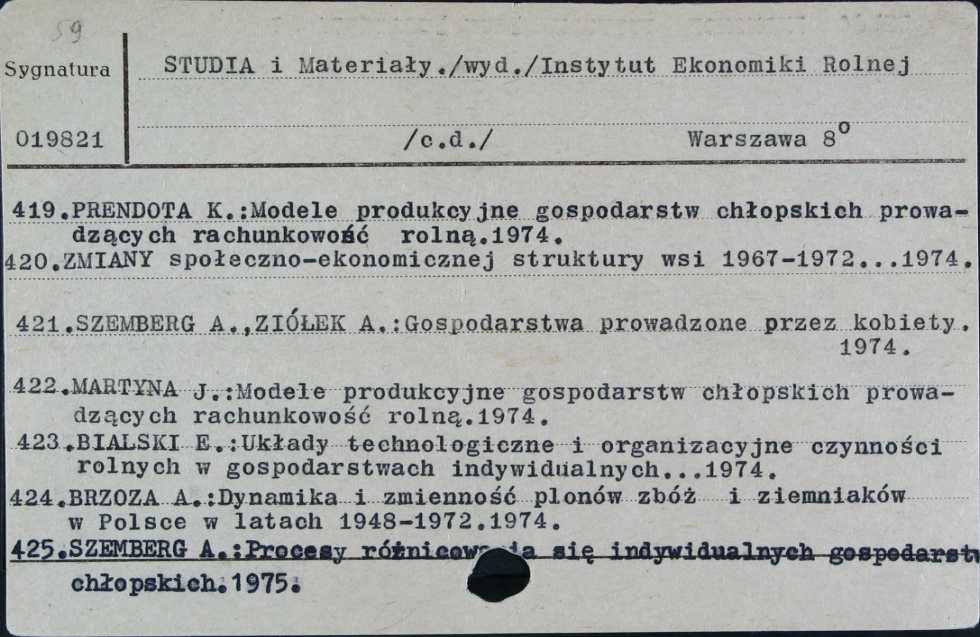 59
Sygnatura
STUDIA i Materiały./wyd./Instytut Ekonomiki Rolnej
019821 /c.d./ Warszawa 8°
419.PRENDOTA K.:Modele produkcyjne gospodarstw chłopskich prowa-
dzących rachunkowość rolną.1974.
420.ZMIANY społeczno-ekonomicznej struktury wsi 1967-1972...1974.
421.SZEMBERG A.,ZIÓŁEK A.:Gospodarstwa prowadzone przez kobiety.
1974.
422.MARTYNA J.:Modele produkcyjne gospodarstw chłopskich prowa-
dzących rachunkowość rolną.1974.
423.BIALSKI E.:Układy technologiczne i organizacyjne czynności
rolnych w gospodarstwach indywidualnych...1974.
424.BRZOZA A.:Dynamika i zmienność plonów zbóż i ziemniaków
w Polsce w latach 1948-1972.1974.
425.SZEMBERG A.:Procesy się indywidualnych gospodarstw
chłopskich.1975.